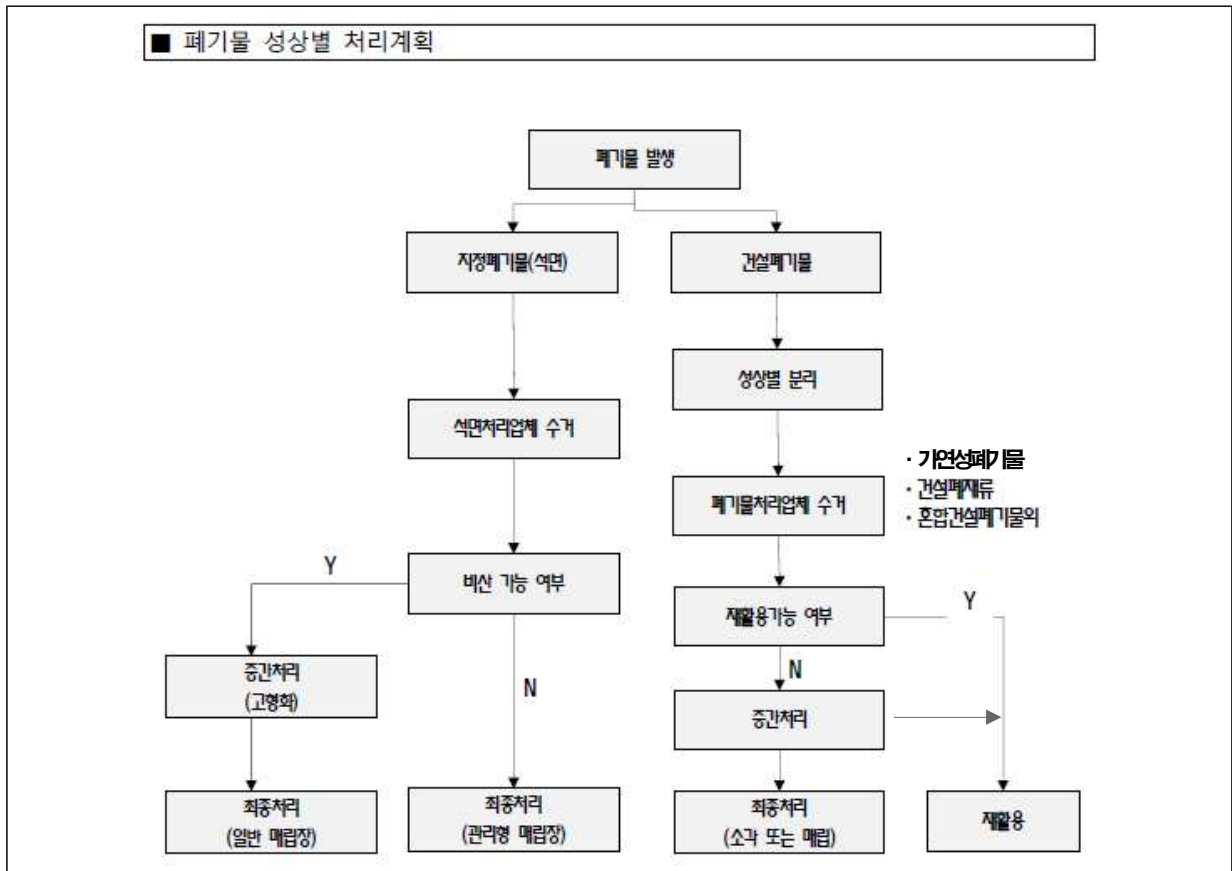 ■ 폐기물 성상별 처리계획
폐기물 발생
지정폐기물(석면)
건설폐기물
성상별 분리
석면처리업체 수거
· 가연성폐기물
· 건설폐재류
· 혼합건설폐기물외
폐기물처리업체 수거
Y
비산 가능 여부
재활용가능 여부
Y
중간처리
(고형화)
N
N
중간처리
최종처리
(일반 매립장)
최종처리
(관리형 매립장)
최종처리
(소각 또는 매립)
재활용